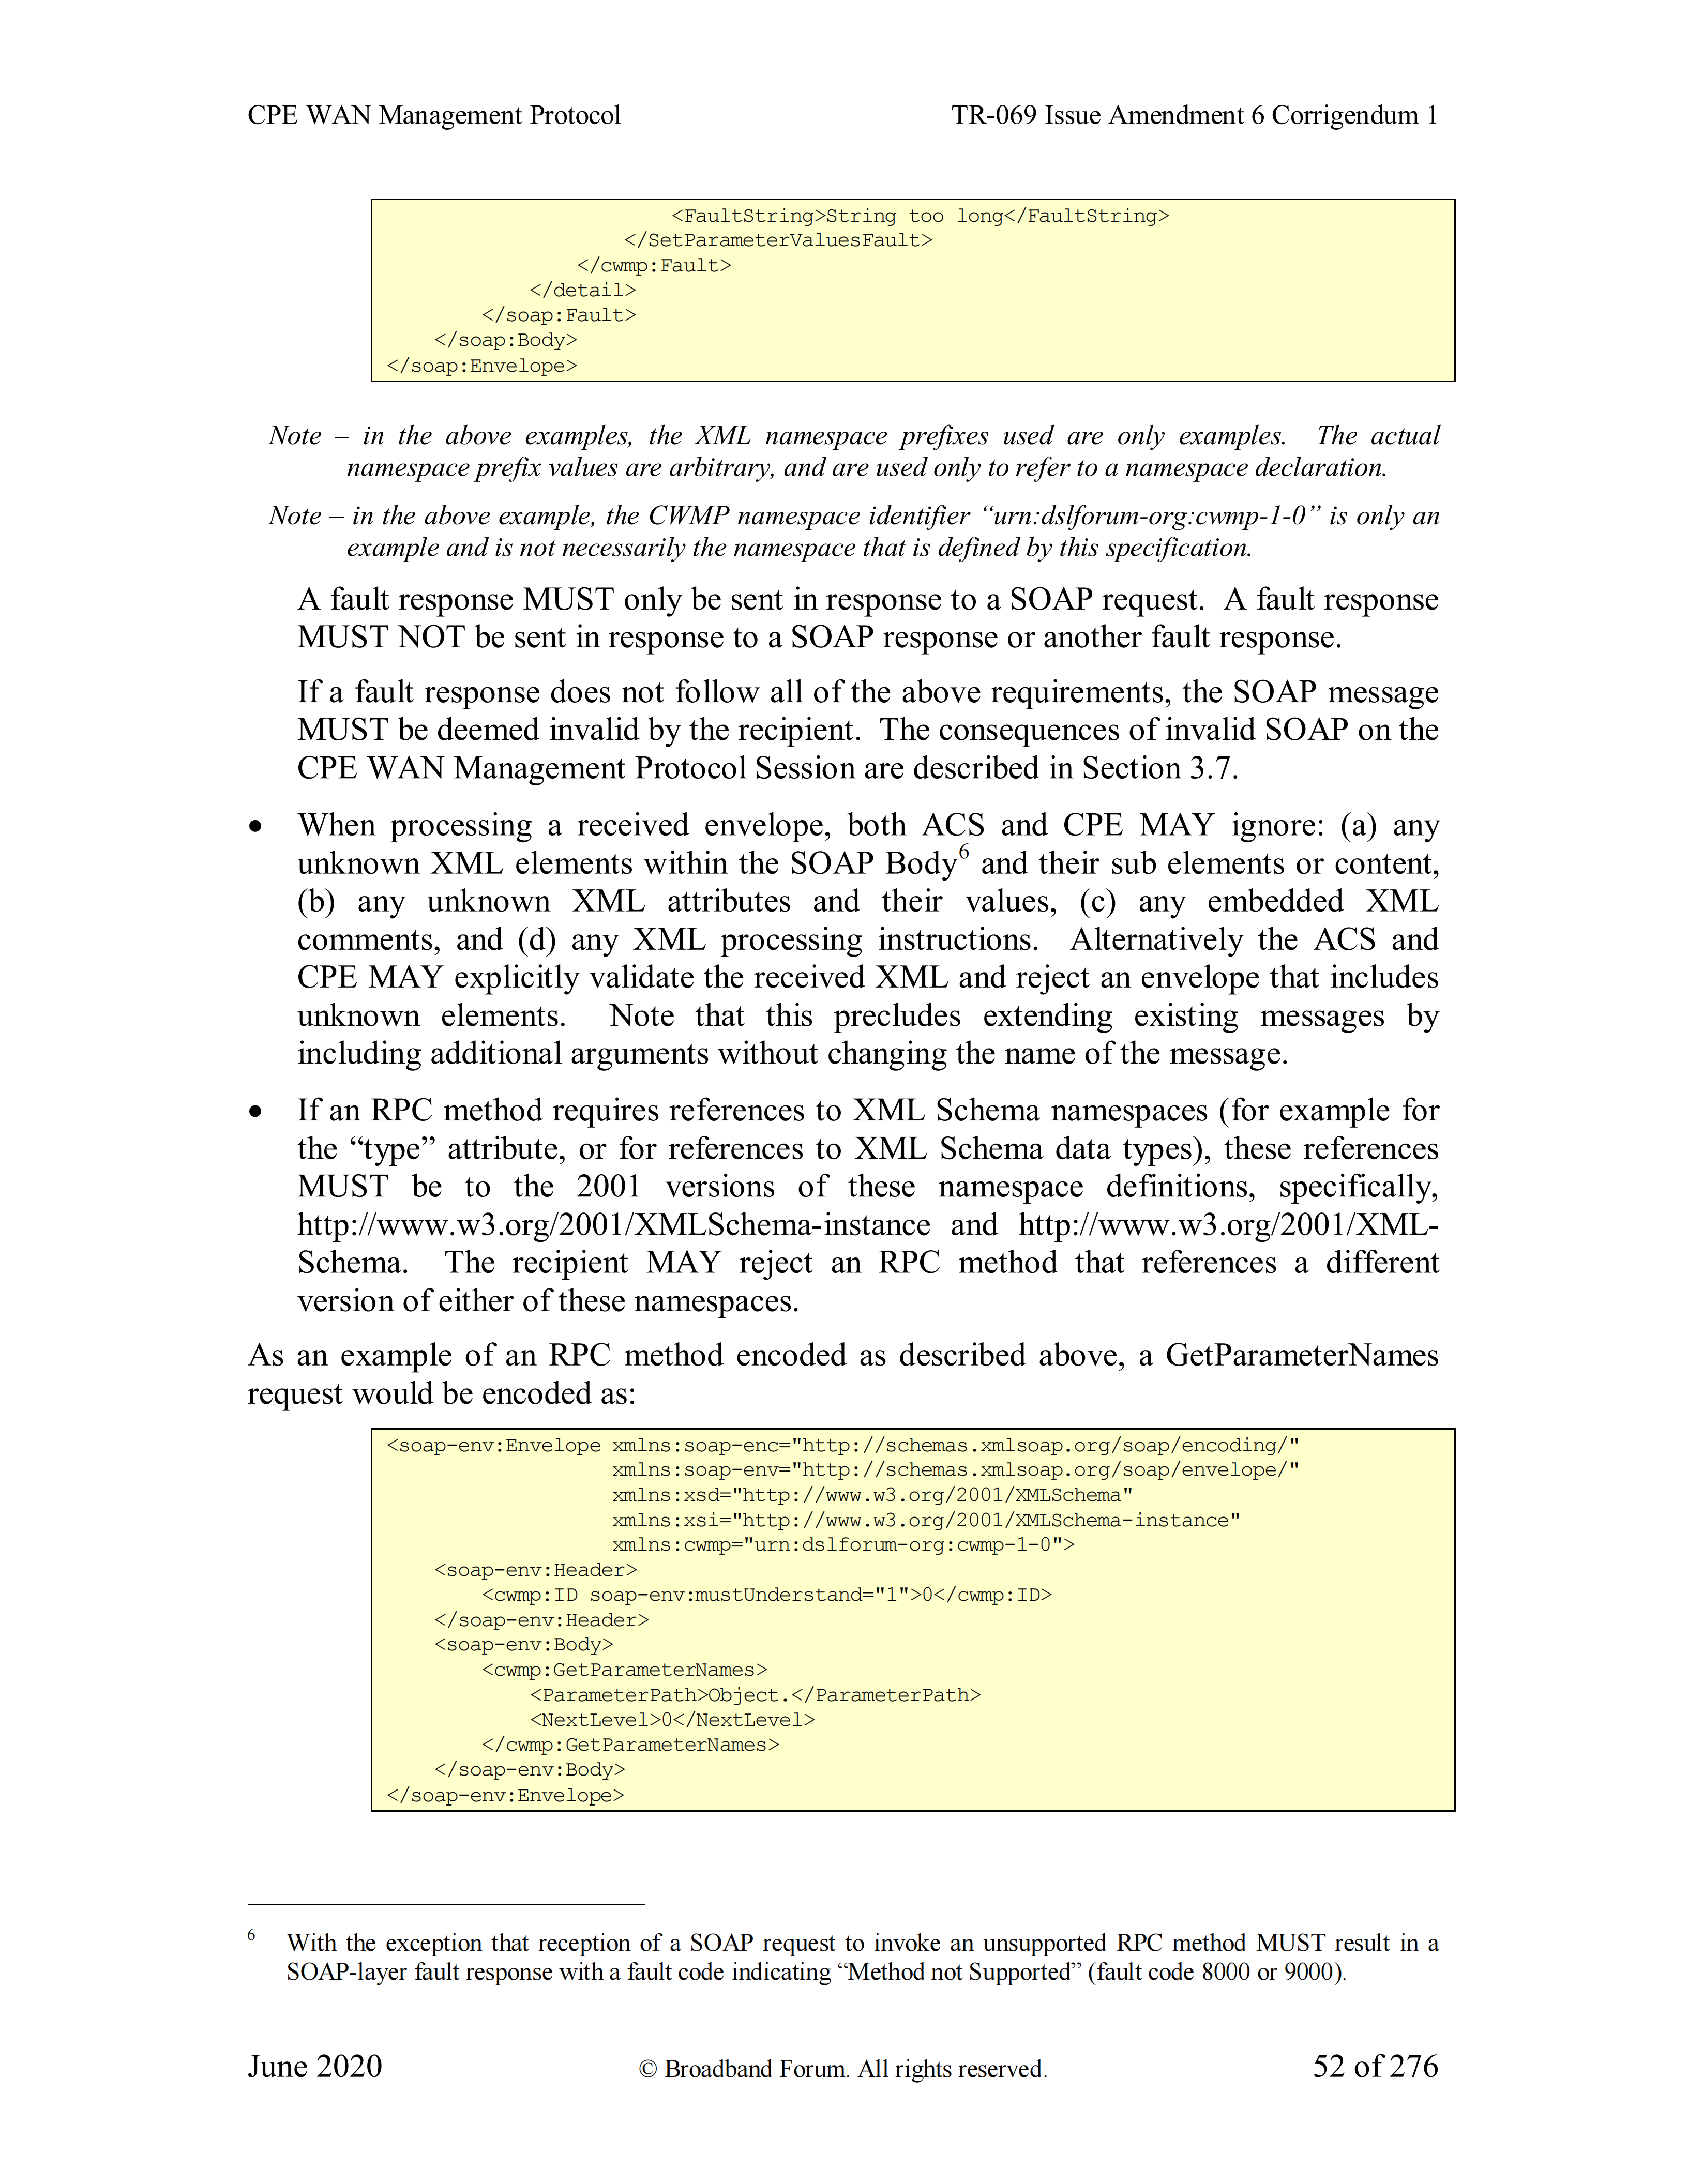 CPE WAN Management Protocol TR-069 Issue Amendment 6 Corrigendum 1
<FaultString>String too long</FaultString>
</SetParameterValuesFault>
</cwmp:Fault>
</detail>
</soap:Fault>
</soap:Body>
</soap:Envelope>
Note – in the above examples, the XML namespace prefixes used are only examples. The actual
namespace prefix values are arbitrary, and are used only to refer to a namespace declaration.
Note – in the above example, the CWMP namespace identifier “urn:dslforum-org:cwmp-1-0” is only an
example and is not necessarily the namespace that is defined by this specification.
A fault response MUST only be sent in response to a SOAP request. A fault response
MUST NOT be sent in response to a SOAP response or another fault response.
If a fault response does not follow all of the above requirements, the SOAP message
MUST be deemed invalid by the recipient. The consequences of invalid SOAP on the
CPE WAN Management Protocol Session are described in Section 3.7.
• When processing a received envelope, both ACS and CPE MAY ignore: (a) any
unknown XML elements within the SOAP Body6 and their sub elements or content,
(b) any unknown XML attributes and their values, (c) any embedded XML
comments, and (d) any XML processing instructions. Alternatively the ACS and
CPE MAY explicitly validate the received XML and reject an envelope that includes
unknown elements. Note that this precludes extending existing messages by
including additional arguments without changing the name of the message.
• If an RPC method requires references to XML Schema namespaces (for example for
the “type” attribute, or for references to XML Schema data types), these references
MUST be to the 2001 versions of these namespace definitions, specifically,
http://www.w3.org/2001/XMLSchema-instance and http://www.w3.org/2001/XML-
Schema. The recipient MAY reject an RPC method that references a different
version of either of these namespaces.
As an example of an RPC method encoded as described above, a GetParameterNames
request would be encoded as:
<soap-env:Envelope xmlns:soap-enc="http://schemas.xmlsoap.org/soap/encoding/"
xmlns:soap-env="http://schemas.xmlsoap.org/soap/envelope/"
xmlns:xsd="http://www.w3.org/2001/XMLSchema"
xmlns:xsi="http://www.w3.org/2001/XMLSchema-instance"
xmlns:cwmp="urn:dslforum-org:cwmp-1-0">
<soap-env:Header>
<cwmp:ID soap-env:mustUnderstand="1">0</cwmp:ID>
</soap-env:Header>
<soap-env:Body>
<cwmp:GetParameterNames>
<ParameterPath>Object.</ParameterPath>
<NextLevel>0</NextLevel>
</cwmp:GetParameterNames>
</soap-env:Body>
</soap-env:Envelope>
6 With the exception that reception of a SOAP request to invoke an unsupported RPC method MUST result in a
SOAP-layer fault response with a fault code indicating “Method not Supported” (fault code 8000 or 9000).
June 2020 © Broadband Forum. All rights reserved. 52 of 276